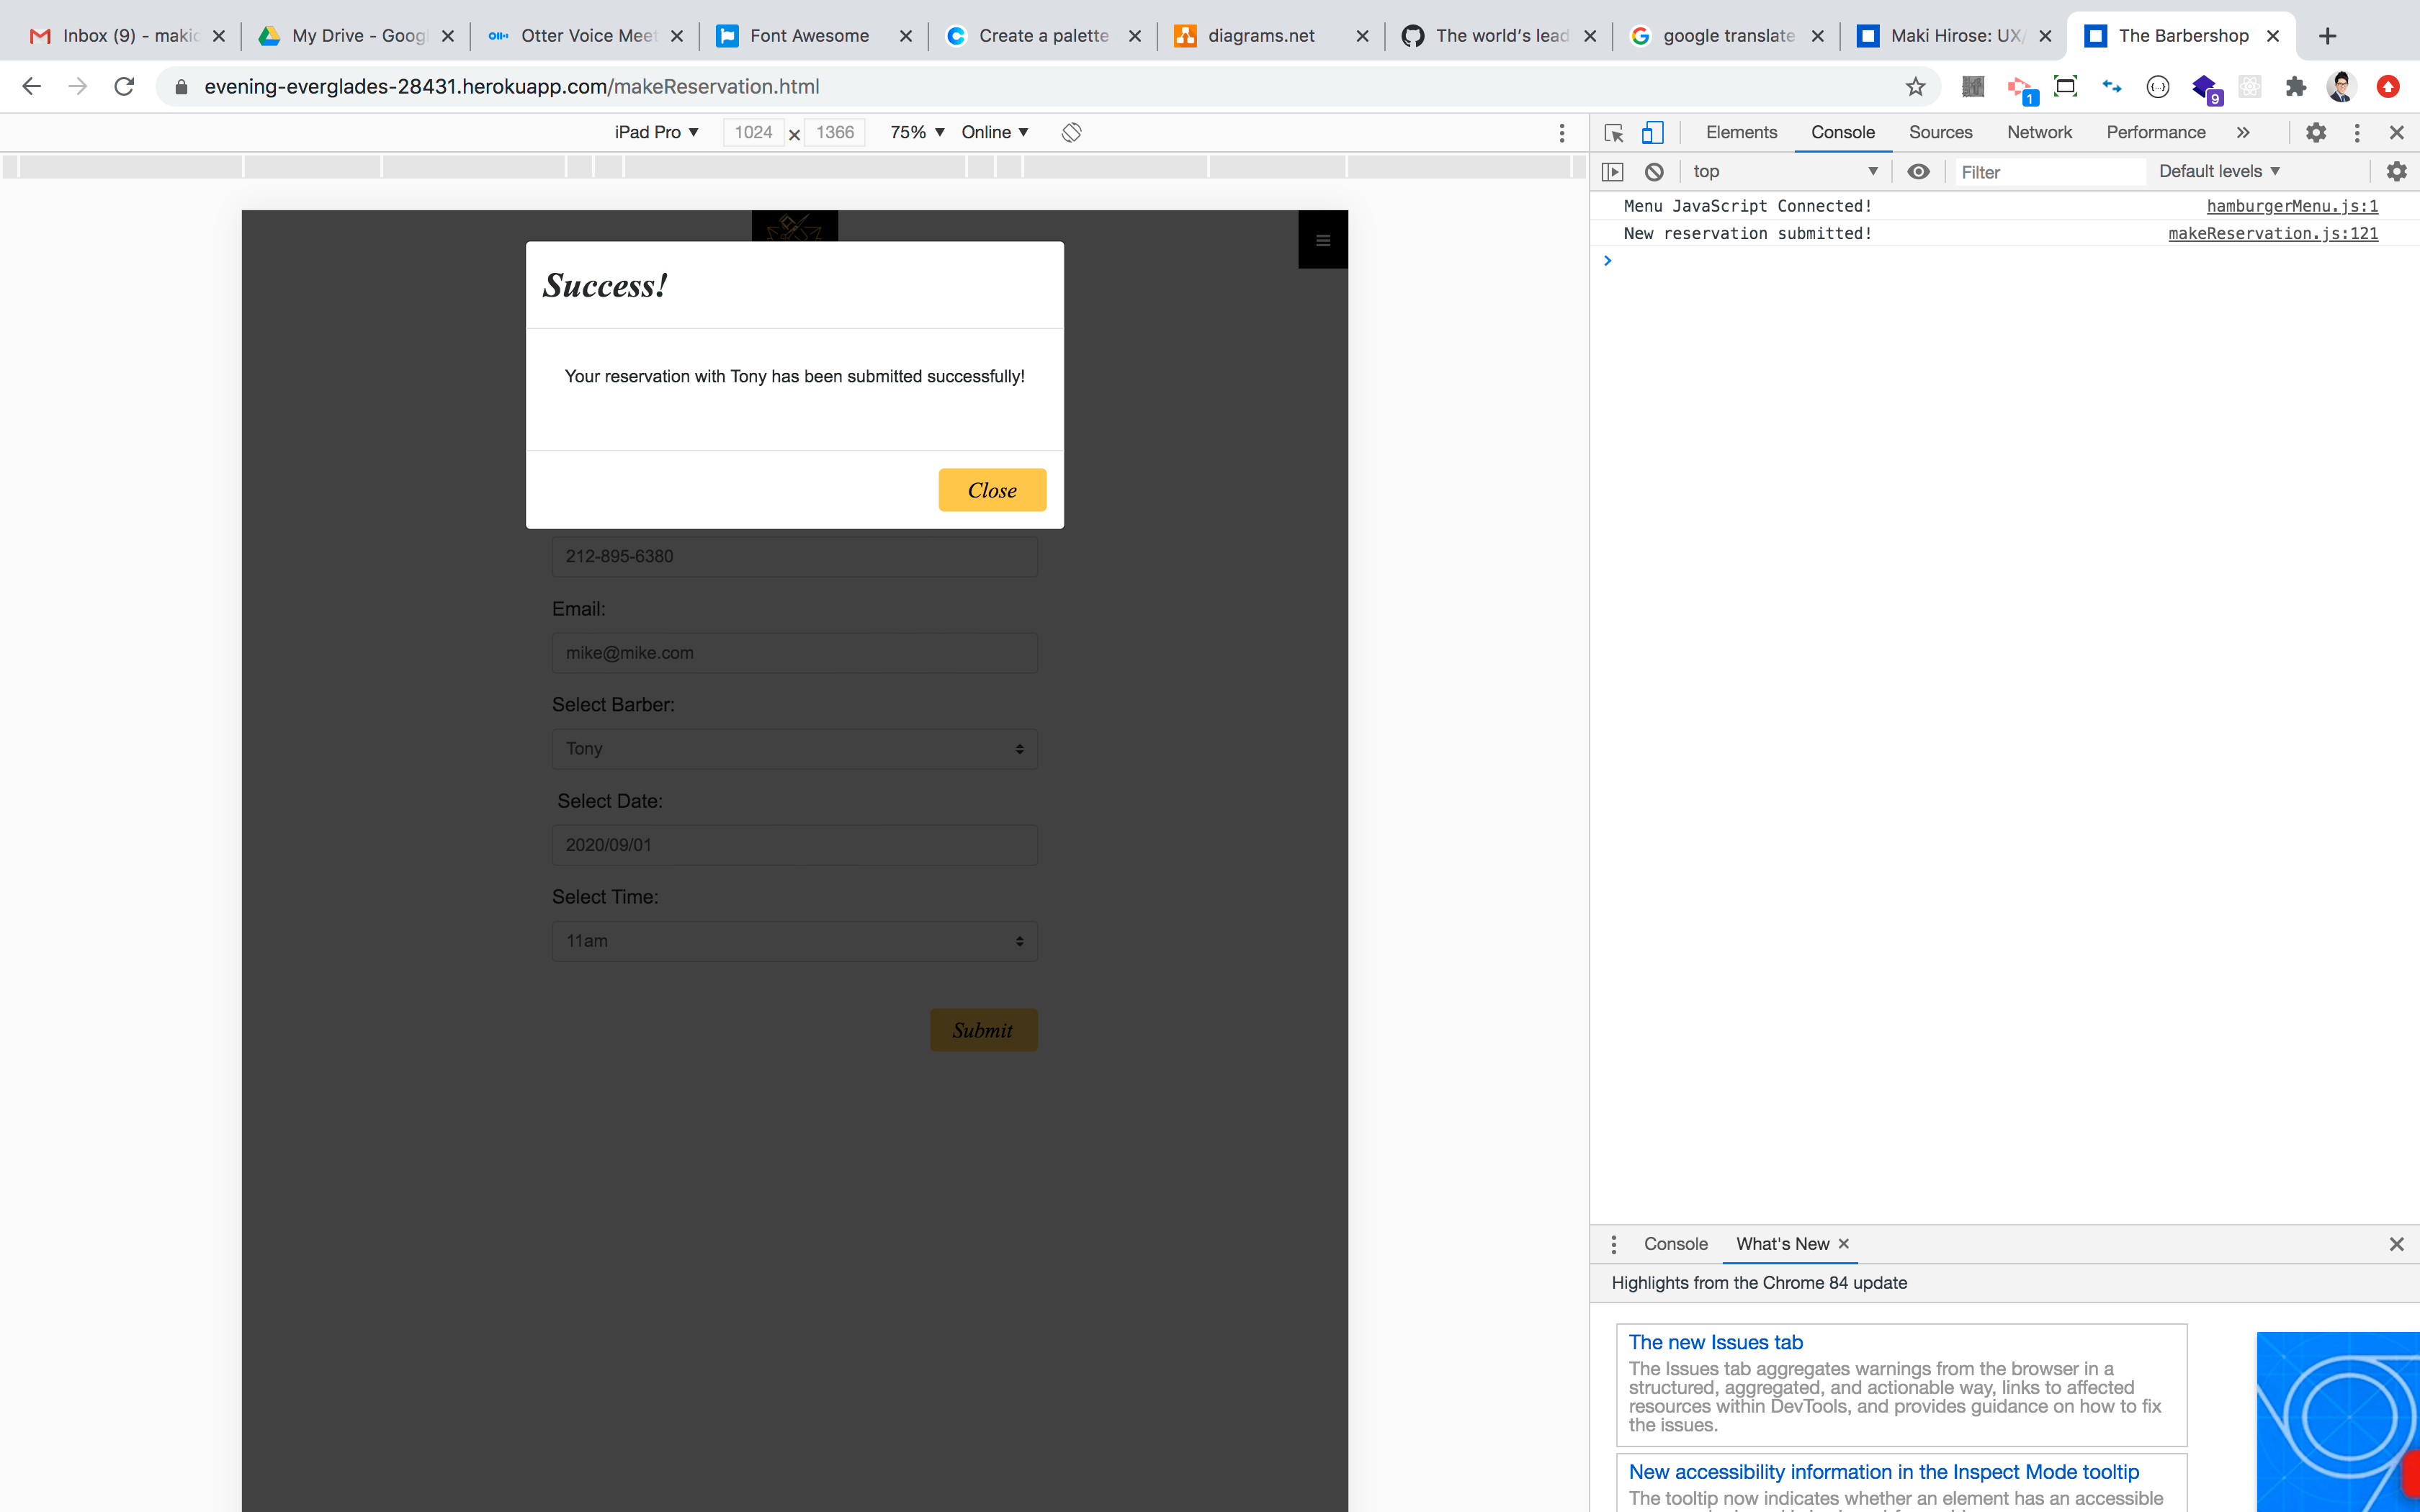 Inbox (9) - maki
My Drive - Goog
Otter Voice Meet
Font Awesome
Create a palette
diagrams.net
The world's lead
google translate
Maki Hirose: UX/
The Barbershop
evening-everglades-28431.herokuapp.com/makeReservation.html
1
9
iPad Pro
1024
1366
75%
Online
Elements
Console
Sources
Network
Performance
top
Filter
Default levels
Menu JavaScript Connected!
hamburgerMenu.js:1
New reservation submitted!
makeReservation.js:121
Success!
Your reservation with Tony has been submitted successfully!
Close
212-895-6380
Email:
mike@mike.com
Select Barber:
Tony
Select Date:
2020/09/01
Select Time:
11am
Submit
Console
What's New
Highlights from the Chrome 84 update
The new Issues tab
The Issues tab aggregates warnings from the browser in a
structured, aggregated, and actionable way, links to affected
resources within DevTools, and provides guidance on how to fix
the issues.
New accessibility information in the Inspect Mode tooltip
The tooltip now indicates whether an element has an accessible